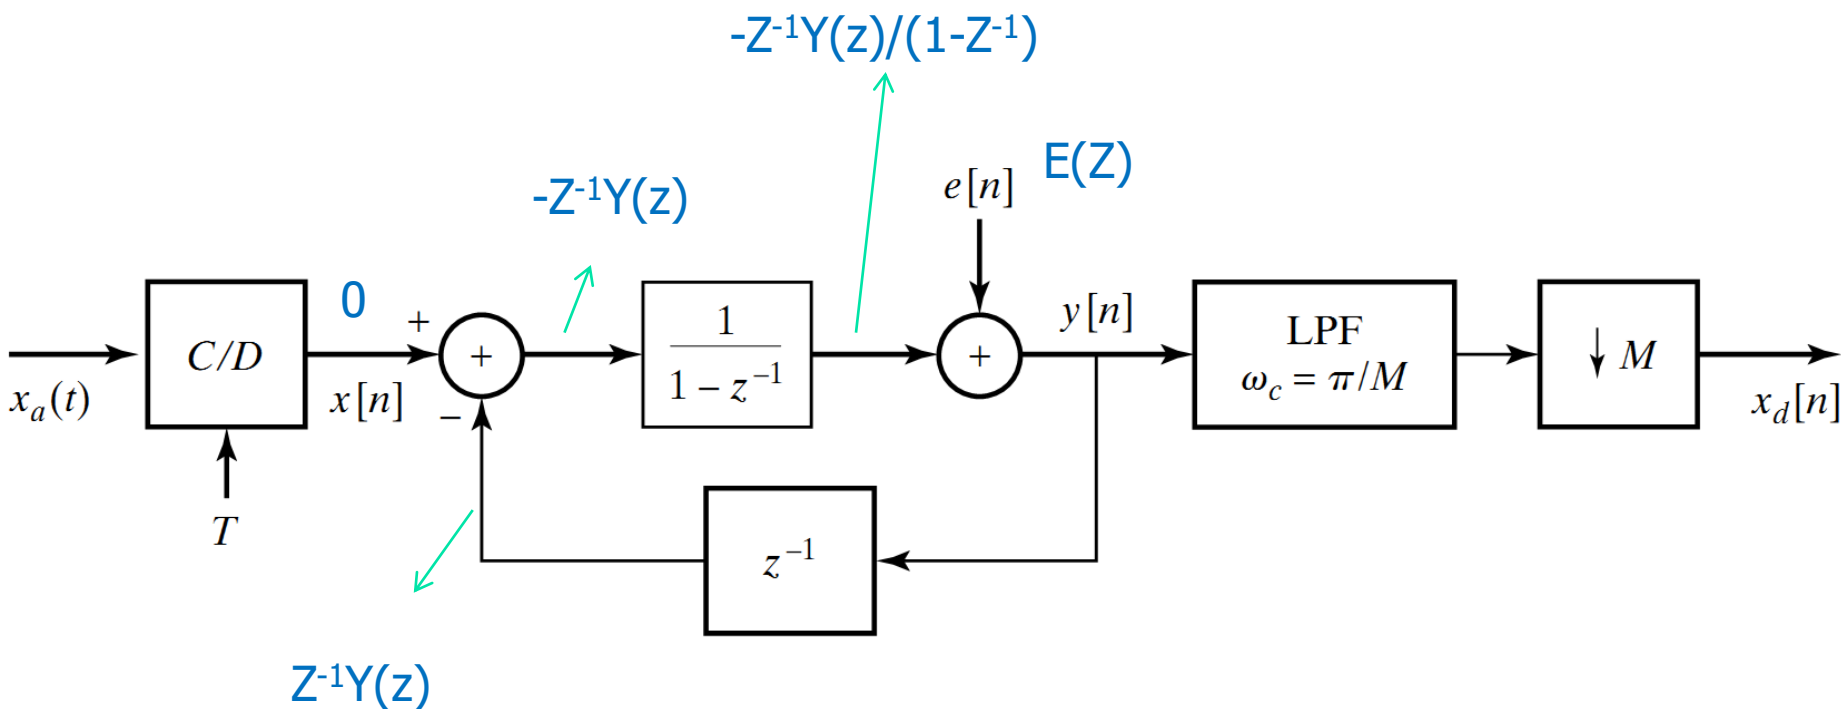 -Z⁻¹Y(z)/(1-Z⁻¹)
E(Z)
-Z⁻¹Y(z)
e[n]
0
+
y[n]
C/D
+
1
1 − z⁻¹
+
LPF
ω_c = π/M
↓ M
x_a(t)
x[n]
−
x_d[n]
T
z⁻¹
Z⁻¹Y(z)